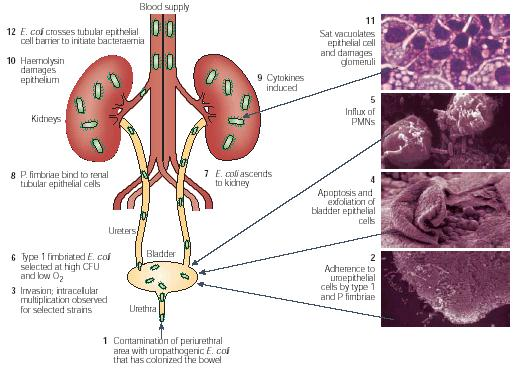 Blood supply
12 E. coli crosses tubular epithelial
cell barrier to initiate bacteraemia
10 Haemolysin
damages
epithelium
Kidneys
8 P. fimbriae bind to renal
tubular epithelial cells
Ureters
6 Type 1 fimbriated E. coli
selected at high CFU
and low O2
3 Invasion; intracellular
multiplication observed
for selected strains
Bladder
Urethra
1 Contamination of periurethral
area with uropathogenic E. coli
that has colonized the bowel
9 Cytokines
induced
7 E. coli ascends
to kidney
11
Sat vacuolates
epithelial cell
and damages
glomeruli
5
Influx of
PMNs
4
Apoptosis and
exfoliation of
bladder epithelial
cells
2
Adherence to
uroepithelial
cells by type 1
and P fimbriae